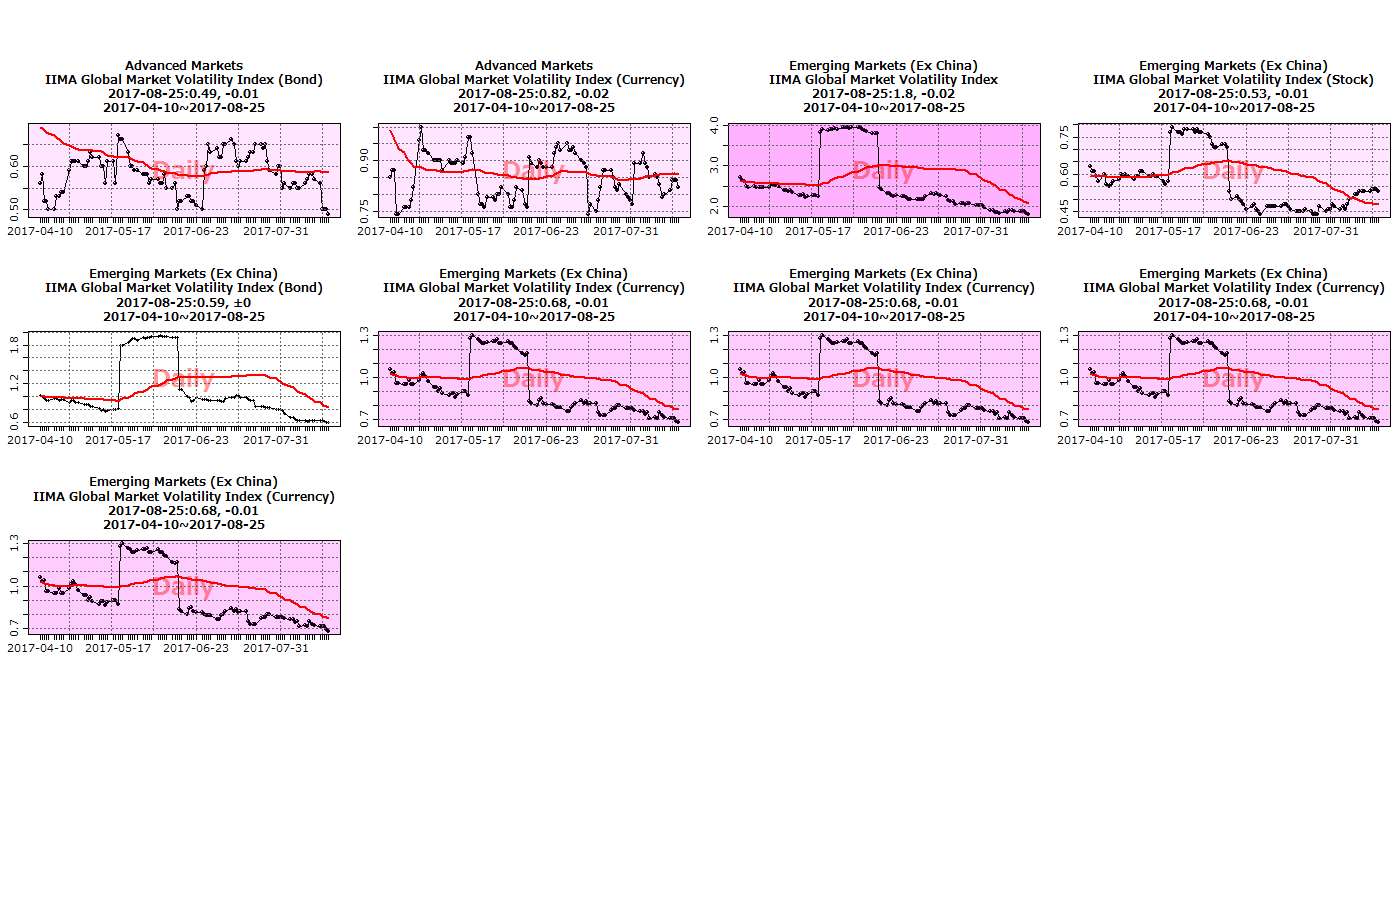 Advanced Markets
IIMA Global Market Volatility Index (Bond)
2017-08-25:0.49, -0.01
2017-04-10~2017-08-25
0.60
0.50
Daily
2017-04-10 2017-05-17 2017-06-23 2017-07-31
Advanced Markets
IIMA Global Market Volatility Index (Currency)
2017-08-25:0.82, -0.02
2017-04-10~2017-08-25
0.90
0.75
Daily
2017-04-10 2017-05-17 2017-06-23 2017-07-31
Emerging Markets (Ex China)
IIMA Global Market Volatility Index
2017-08-25:1.8, -0.02
2017-04-10~2017-08-25
4.0
3.0
2.0
Daily
2017-04-10 2017-05-17 2017-06-23 2017-07-31
Emerging Markets (Ex China)
IIMA Global Market Volatility Index (Stock)
2017-08-25:0.53, -0.01
2017-04-10~2017-08-25
0.75
0.60
0.45
Daily
2017-04-10 2017-05-17 2017-06-23 2017-07-31
Emerging Markets (Ex China)
IIMA Global Market Volatility Index (Bond)
2017-08-25:0.59, ±0
2017-04-10~2017-08-25
1.8
1.2
0.6
Daily
2017-04-10 2017-05-17 2017-06-23 2017-07-31
Emerging Markets (Ex China)
IIMA Global Market Volatility Index (Currency)
2017-08-25:0.68, -0.01
2017-04-10~2017-08-25
1.3
1.0
0.7
Daily
2017-04-10 2017-05-17 2017-06-23 2017-07-31
Emerging Markets (Ex China)
IIMA Global Market Volatility Index (Currency)
2017-08-25:0.68, -0.01
2017-04-10~2017-08-25
1.3
1.0
0.7
Daily
2017-04-10 2017-05-17 2017-06-23 2017-07-31
Emerging Markets (Ex China)
IIMA Global Market Volatility Index (Currency)
2017-08-25:0.68, -0.01
2017-04-10~2017-08-25
1.3
1.0
0.7
Daily
2017-04-10 2017-05-17 2017-06-23 2017-07-31
Emerging Markets (Ex China)
IIMA Global Market Volatility Index (Currency)
2017-08-25:0.68, -0.01
2017-04-10~2017-08-25
1.3
1.0
0.7
Daily
2017-04-10 2017-05-17 2017-06-23 2017-07-31